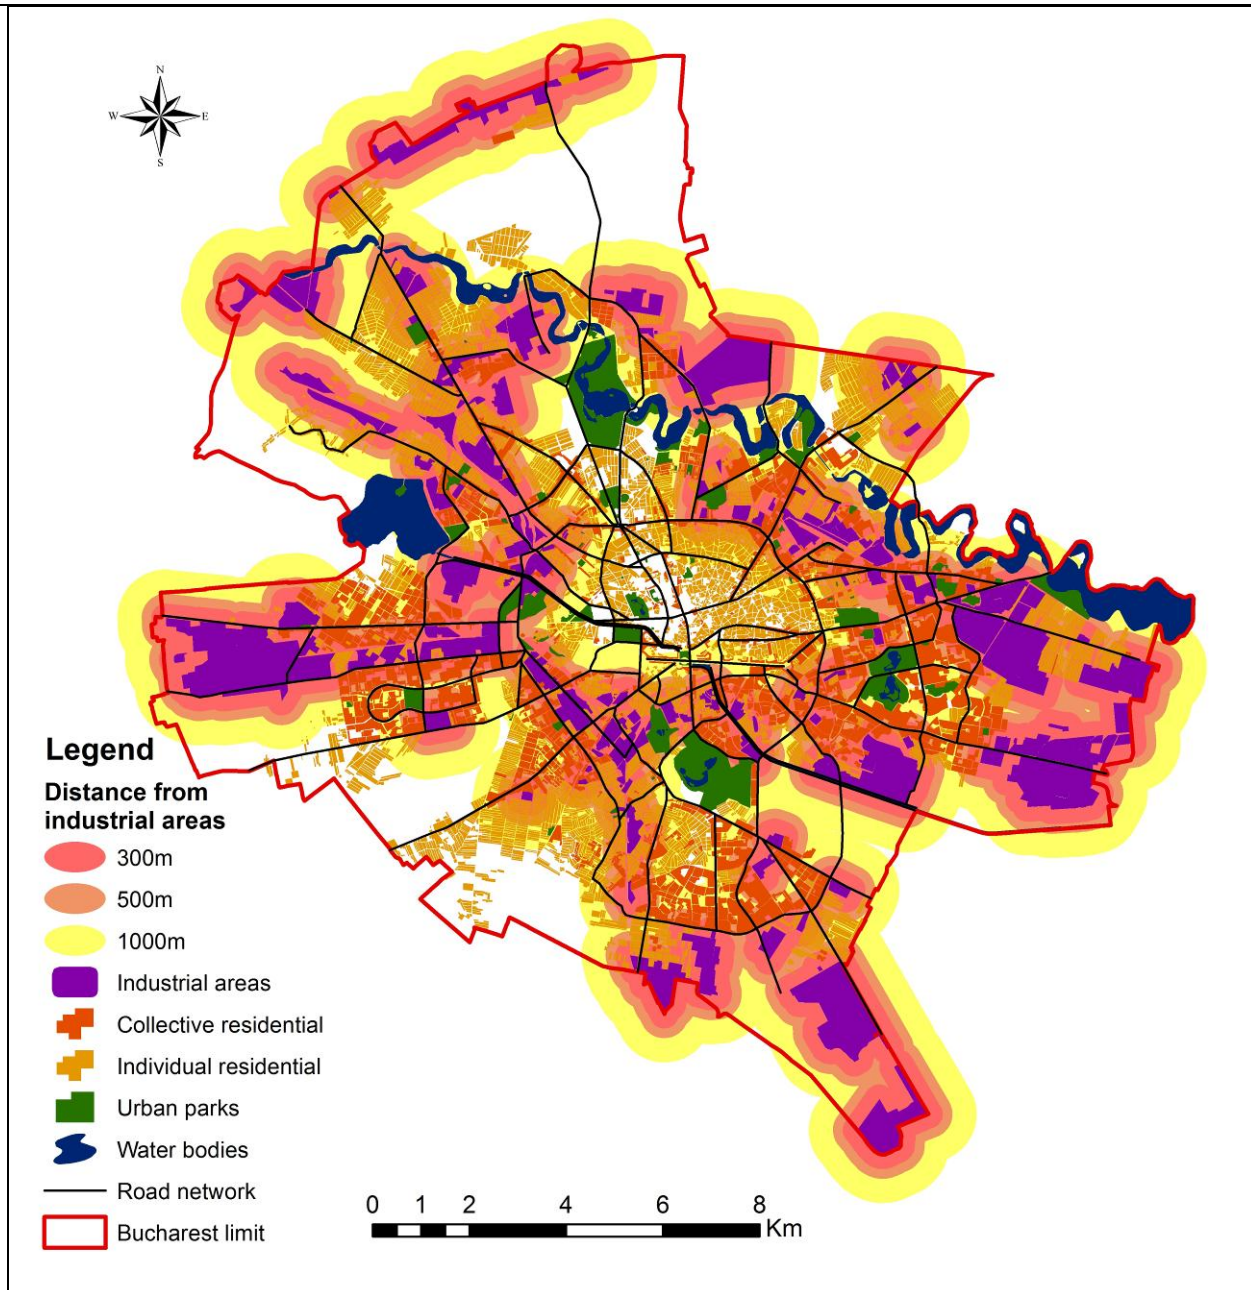 N
W E
S
Legend
Distance from
industrial areas
300m
500m
1000m
Industrial areas
Collective residential
Individual residential
Urban parks
Water bodies
Road network
Bucharest limit
0 1 2 4 6 8
Km